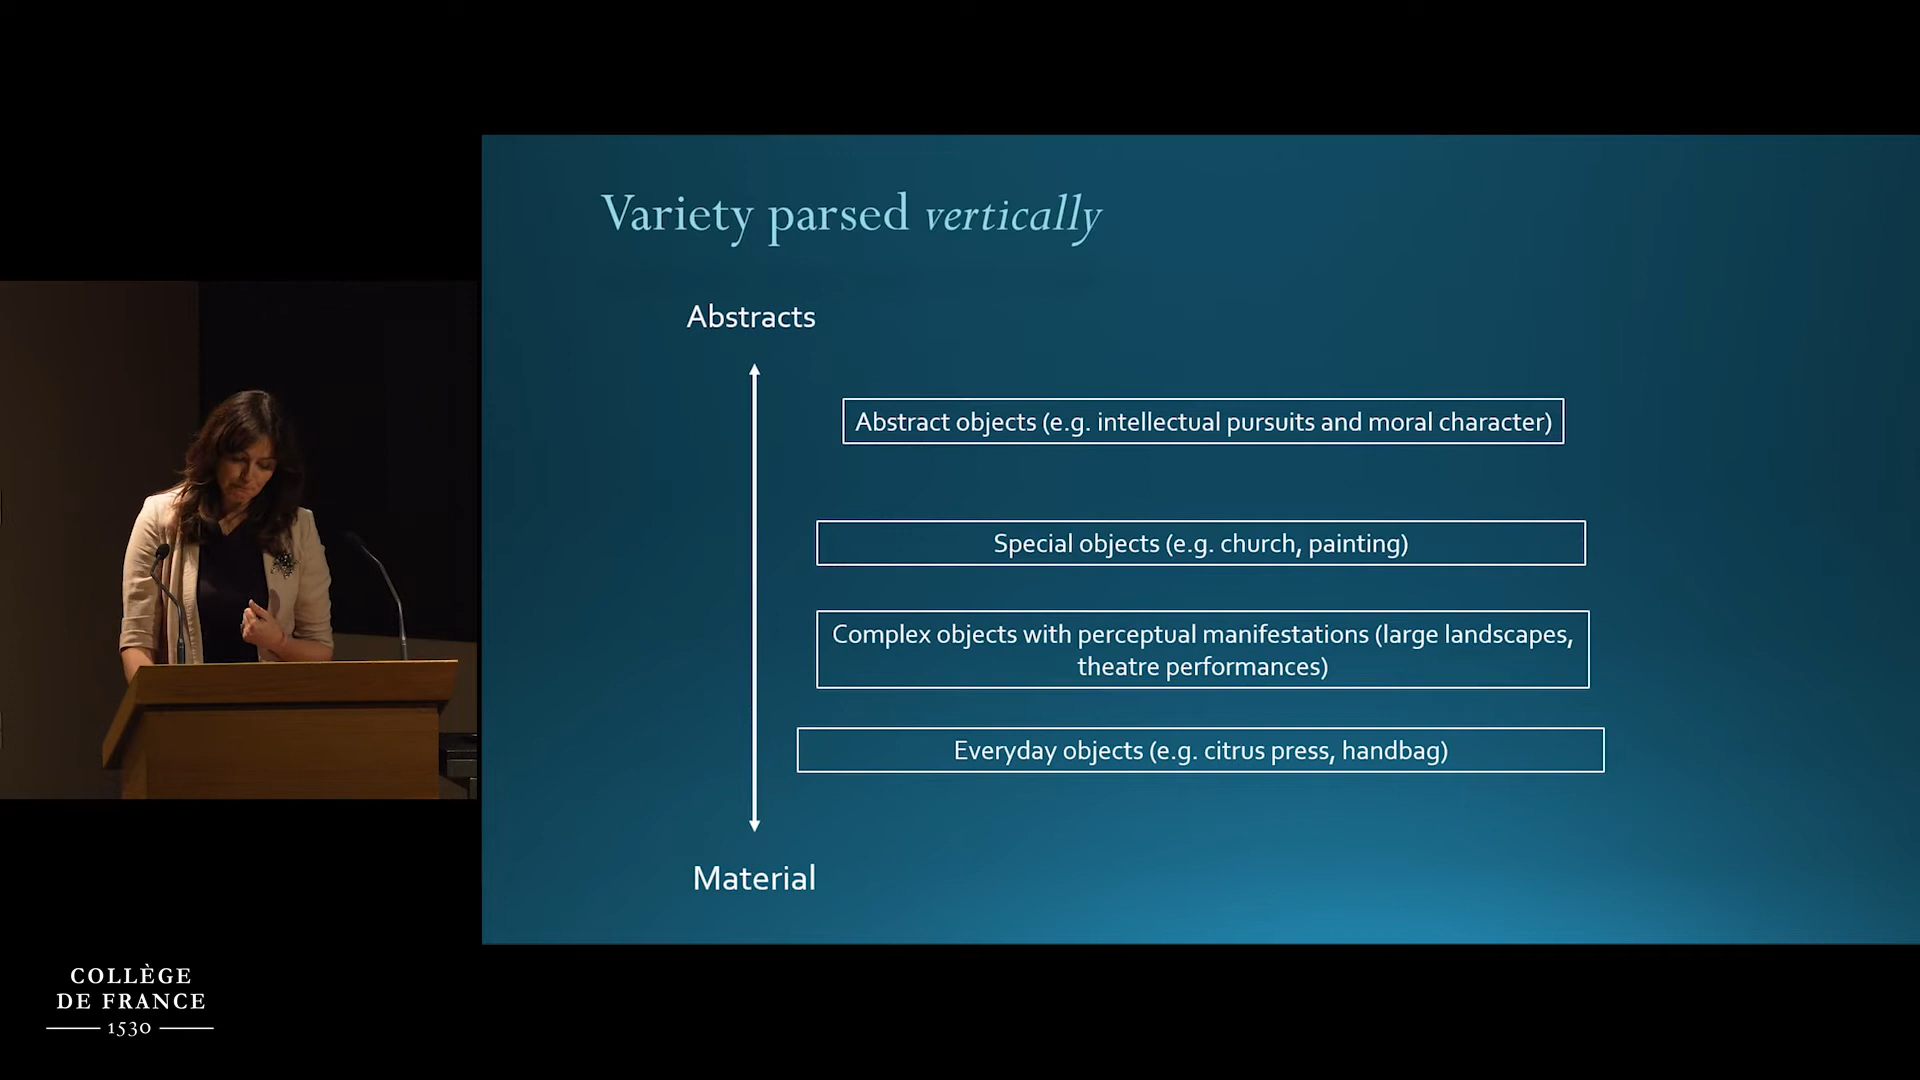 Variety parsed vertically
Abstracts
Abstract objects (e.g. intellectual pursuits and moral character)
Special objects (e.g. church, painting)
Complex objects with perceptual manifestations (large landscapes,
theatre performances)
Everyday objects (e.g. citrus press, handbag)
Material
COLLÈGE
DE FRANCE
1530